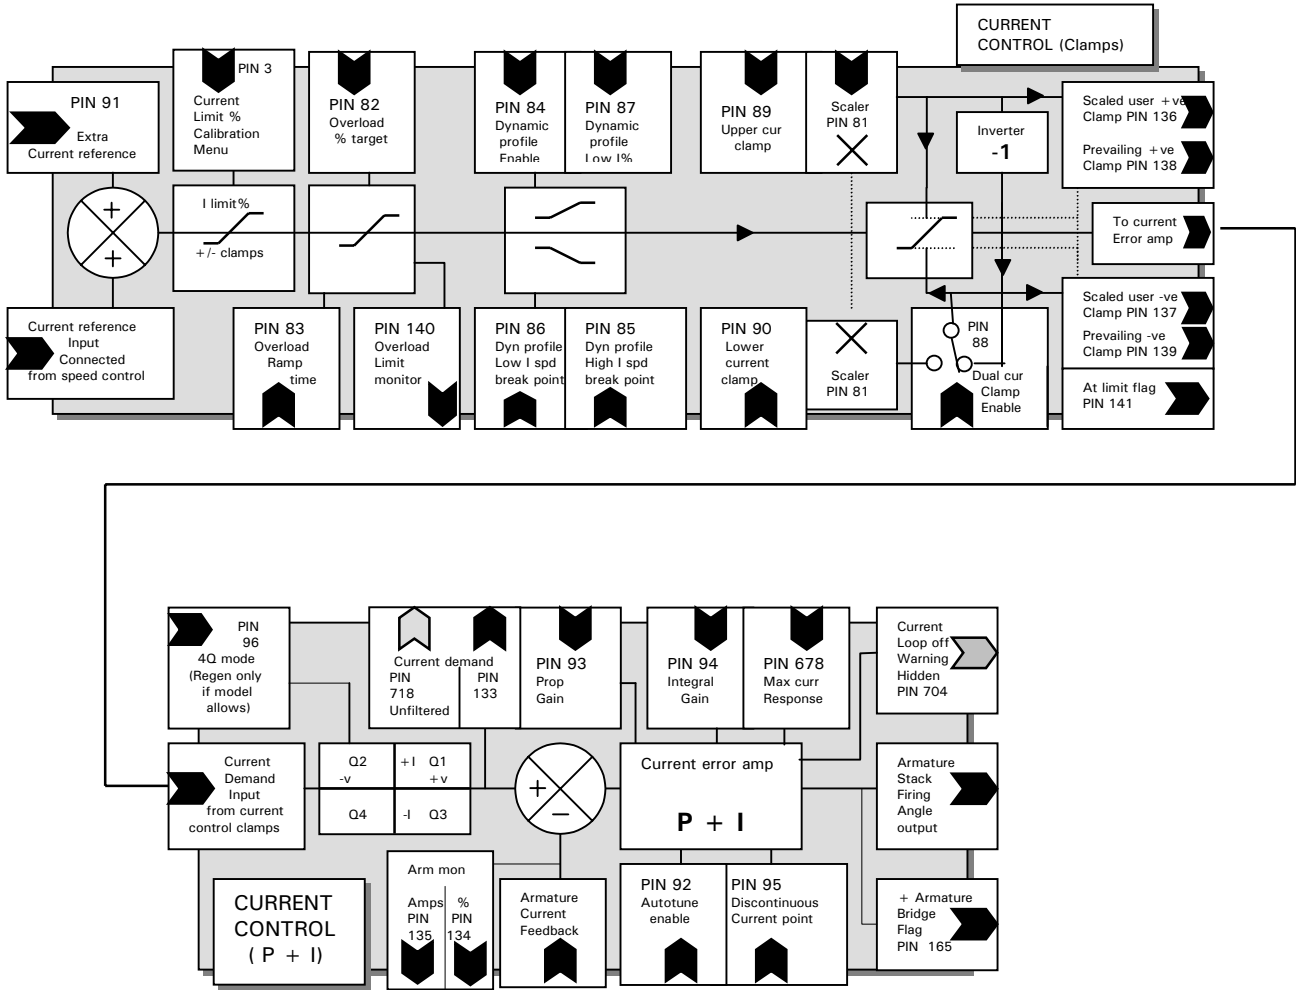 CURRENT
CONTROL (Clamps)
PIN 91
Extra
Current reference
PIN 3
Current
Limit %
Calibration
Menu
PIN 82
Overload
% target
PIN 84
Dynamic
profile
Enable
PIN 87
Dynamic
profile
Low I%
PIN 89
Upper cur
clamp
Scaler
PIN 81
Inverter
-1
Scaled user +ve
Clamp PIN 136
Prevailing +ve
Clamp PIN 138
+
+
I limit%
+/- clamps
To current
Error amp
Current reference
Input
Connected
from speed control
PIN 83
Overload
Ramp
time
PIN 140
Overload
Limit
monitor
PIN 86
Dyn profile
Low I spd
break point
PIN 85
Dyn profile
High I spd
break point
PIN 90
Lower
current
clamp
Scaler
PIN 81
PIN
88
Dual cur
Clamp
Enable
Scaled user -ve
Clamp PIN 137
Prevailing -ve
Clamp PIN 139
At limit flag
PIN 141
PIN
96
4Q mode
(Regen only
if model
allows)
Current demand
PIN
718
Unfiltered
PIN
133
PIN 93
Prop
Gain
PIN 94
Integral
Gain
PIN 678
Max curr
Response
Current
Loop off
Warning
Hidden
PIN 704
Current
Demand
Input
from current
control clamps
Q2
-v
+I Q1
+v
Q4
-I Q3
+
−
Current error amp
P + I
Armature
Stack
Firing
Angle
output
CURRENT
CONTROL
( P + I)
Arm mon
Amps
PIN
135
%
PIN
134
Armature
Current
Feedback
PIN 92
Autotune
enable
PIN 95
Discontinuous
Current point
+ Armature
Bridge
Flag
PIN 165